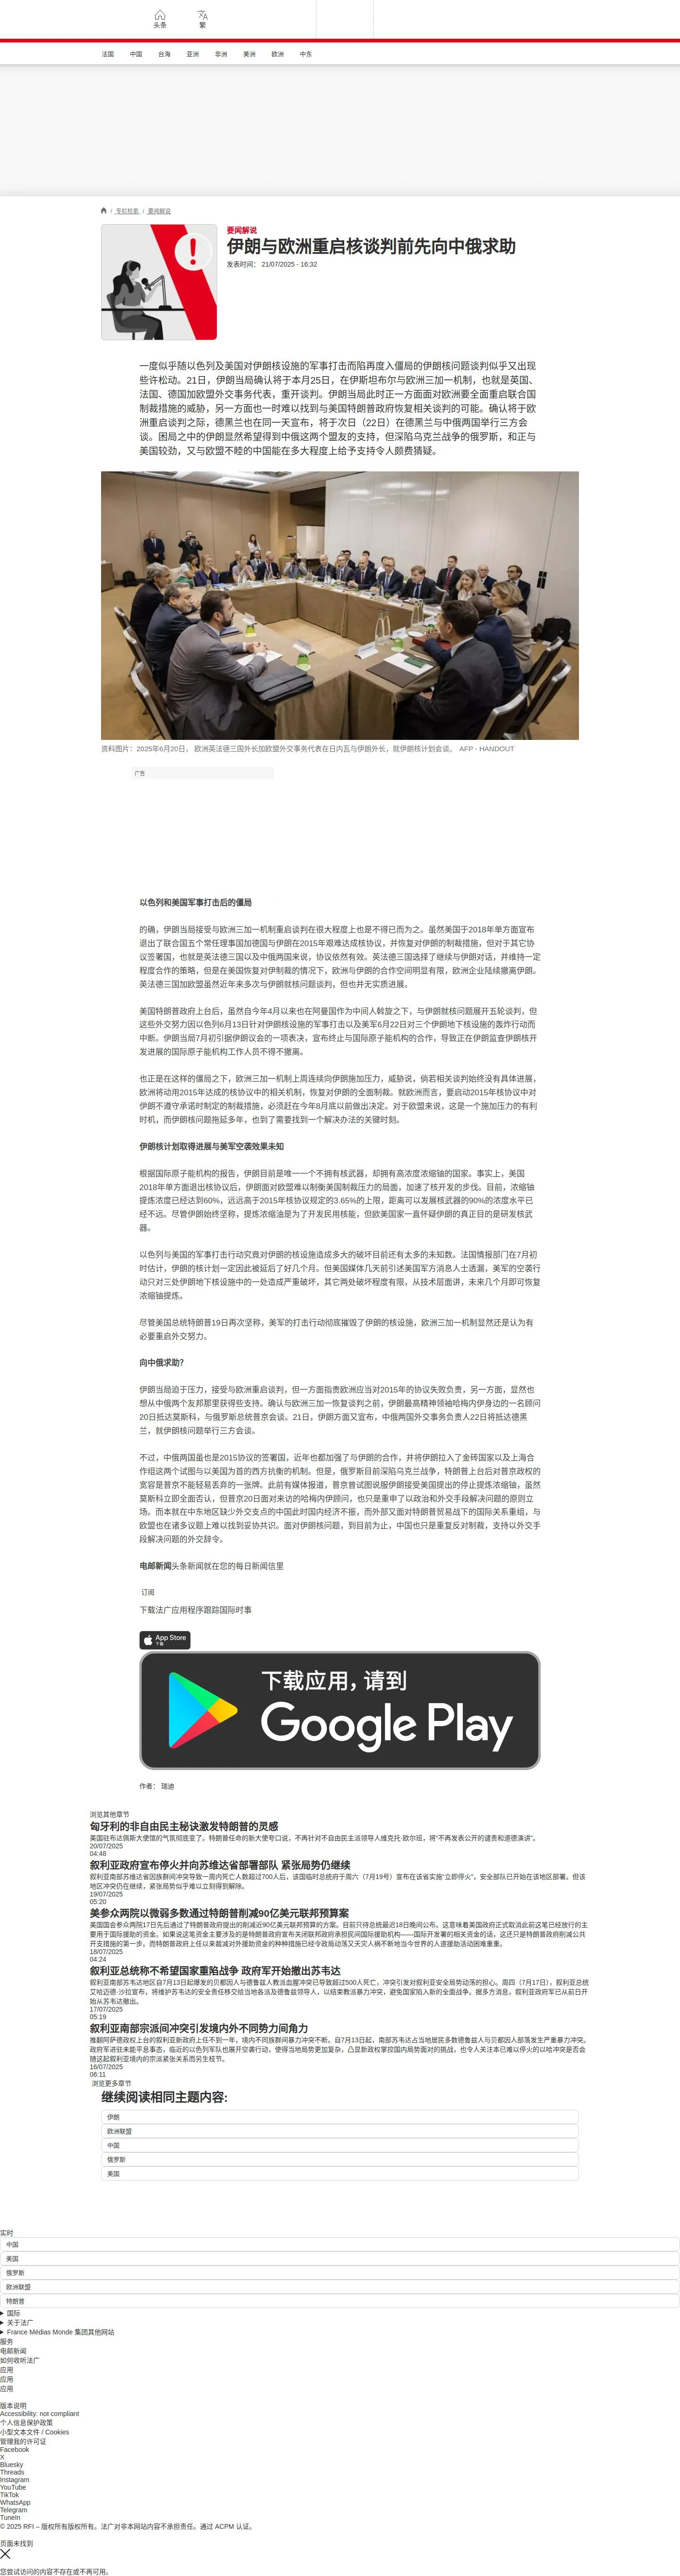 头条
繁
法国
中国
台海
亚洲
非洲
美洲
欧洲
中东
/ 专栏检索 / 要闻解说
要闻解说
伊朗与欧洲重启核谈判前先向中俄求助
发表时间： 21/07/2025 - 16:32
一度似乎随以色列及美国对伊朗核设施的军事打击而陷再度入僵局的伊朗核问题谈判似乎又出现
些许松动。21日，伊朗当局确认将于本月25日，在伊斯坦布尔与欧洲三加一机制，也就是英国、
法国、德国加欧盟外交事务代表，重开谈判。伊朗当局此时正一方面面对欧洲要全面重启联合国
制裁措施的威胁，另一方面也一时难以找到与美国特朗普政府恢复相关谈判的可能。确认将于欧
洲重启谈判之际，德黑兰也在同一天宣布，将于次日（22日）在德黑兰与中俄两国举行三方会
谈。困局之中的伊朗显然希望得到中俄这两个盟友的支持，但深陷乌克兰战争的俄罗斯，和正与
美国较劲，又与欧盟不睦的中国能在多大程度上给予支持令人颇费猜疑。
资料图片：2025年6月20日， 欧洲英法德三国外长加欧盟外交事务代表在日内瓦与伊朗外长，就伊朗核计划会谈。 AFP - HANDOUT
广告
以色列和美国军事打击后的僵局
的确，伊朗当局接受与欧洲三加一机制重启谈判在很大程度上也是不得已而为之。虽然美国于2018年单方面宣布
退出了联合国五个常任理事国加德国与伊朗在2015年艰难达成核协议，并恢复对伊朗的制裁措施，但对于其它协
议签署国，也就是英法德三国以及中俄两国来说，协议依然有效。英法德三国选择了继续与伊朗对话，并维持一定
程度合作的策略，但是在美国恢复对伊制裁的情况下，欧洲与伊朗的合作空间明显有限，欧洲企业陆续撤离伊朗。
英法德三国加欧盟虽然近年来多次与伊朗就核问题谈判，但也并无实质进展。
美国特朗普政府上台后，虽然自今年4月以来也在阿曼国作为中间人斡旋之下，与伊朗就核问题展开五轮谈判，但
这些外交努力因以色列6月13日针对伊朗核设施的军事打击以及美军6月22日对三个伊朗地下核设施的轰炸行动而
中断。伊朗当局7月初引据伊朗议会的一项表决，宣布终止与国际原子能机构的合作，导致正在伊朗监查伊朗核开
发进展的国际原子能机构工作人员不得不撤离。
也正是在这样的僵局之下，欧洲三加一机制上周连续向伊朗施加压力，威胁说，倘若相关谈判始终没有具体进展，
欧洲将动用2015年达成的核协议中的相关机制，恢复对伊朗的全面制裁。就欧洲而言，要启动2015年核协议中对
伊朗不遵守承诺时制定的制裁措施，必须赶在今年8月底以前做出决定。对于欧盟来说，这是一个施加压力的有利
时机，而伊朗核问题拖延多年，也到了需要找到一个解决办法的关键时刻。
伊朗核计划取得进展与美军空袭效果未知
根据国际原子能机构的报告，伊朗目前是唯一一个不拥有核武器，却拥有高浓度浓缩铀的国家。事实上，美国
2018年单方面退出核协议后，伊朗面对欧盟难以制衡美国制裁压力的局面，加速了核开发的步伐。目前，浓缩铀
提炼浓度已经达到60%，远远高于2015年核协议规定的3.65%的上限，距离可以发展核武器的90%的浓度水平已
经不远。尽管伊朗始终坚称，提炼浓缩油是为了开发民用核能，但欧美国家一直怀疑伊朗的真正目的是研发核武
器。
以色列与美国的军事打击行动究竟对伊朗的核设施造成多大的破坏目前还有太多的未知数。法国情报部门在7月初
时估计，伊朗的核计划一定因此被延后了好几个月。但美国媒体几天前引述美国军方消息人士透漏，美军的空袭行
动只对三处伊朗地下核设施中的一处造成严重破坏，其它两处破坏程度有限，从技术层面讲，未来几个月即可恢复
浓缩铀提炼。
尽管美国总统特朗普19日再次坚称，美军的打击行动彻底摧毁了伊朗的核设施，欧洲三加一机制显然还是认为有
必要重启外交努力。
向中俄求助？
伊朗当局迫于压力，接受与欧洲重启谈判，但一方面指责欧洲应当对2015年的协议失败负责，另一方面，显然也
想从中俄两个友邦那里获得些支持。确认与欧洲三加一恢复谈判之前，伊朗最高精神领袖哈梅内伊身边的一名顾问
20日抵达莫斯科，与俄罗斯总统普京会谈。21日，伊朗方面又宣布，中俄两国外交事务负责人22日将抵达德黑
兰，就伊朗核问题举行三方会谈。
不过，中俄两国虽也是2015协议的签署国，近年也都加强了与伊朗的合作，并将伊朗拉入了金砖国家以及上海合
作组这两个试图与以美国为首的西方抗衡的机制。但是，俄罗斯目前深陷乌克兰战争，特朗普上台后对普京政权的
宽容是普京不能轻易丢弃的一张牌。此前有媒体报道，普京曾试图说服伊朗接受美国提出的停止提炼浓缩铀，虽然
莫斯科立即全面否认，但普京20日面对来访的哈梅内伊顾问，也只是重申了以政治和外交手段解决问题的原则立
场。而本就在中东地区缺少外交支点的中国此时国内经济不振，而外部又面对特朗普贸易战下的国际关系重组，与
欧盟也在诸多议题上难以找到妥协共识。面对伊朗核问题，到目前为止，中国也只是重复反对制裁，支持以外交手
段解决问题的外交辞令。
电邮新闻头条新闻就在您的每日新闻信里
订阅
下载法广应用程序跟踪国际时事
App Store
下载
下载应用，请到
Google Play
作者： 瑞迪
浏览其他章节
匈牙利的非自由民主秘诀激发特朗普的灵感
美国驻布达佩斯大使馆的气氛彻底变了。特朗普任命的新大使夸口说，不再针对不自由民主派领导人维克托·欧尔班，将“不再发表公开的谴责和道德演讲”。
20/07/2025
04:48
叙利亚政府宣布停火并向苏维达省部署部队 紧张局势仍继续
叙利亚南部苏维达省因族群间冲突导致一周内死亡人数超过700人后，该国临时总统府于周六（7月19号）宣布在该省实施“立即停火”。安全部队已开始在该地区部署。但该
地区冲突仍在继续，紧张局势似乎难以立刻得到解除。
19/07/2025
05:20
美参众两院以微弱多数通过特朗普削减90亿美元联邦预算案
美国国会参众两院17日先后通过了特朗普政府提出的削减近90亿美元联邦预算的方案。目前只待总统最迟18日晚间公布。这意味着美国政府正式取消此前这笔已经放行的主
要用于国际援助的资金。如果说这笔资金主要涉及的是特朗普政府宣布关闭联邦政府承担民间国际援助机构——国际开发署的相关资金的话，这还只是特朗普政府削减公共
开支措施的第一步。而特朗普政府上任以来裁减对外援助资金的种种措施已经令政局动荡又天灾人祸不断地当今世界的人道援助活动困难重重。
18/07/2025
04:24
叙利亚总统称不希望国家重陷战争 政府军开始撤出苏韦达
叙利亚南部苏韦达地区自7月13日起爆发的贝都因人与德鲁兹人教派血腥冲突已导致超过500人死亡，冲突引发对叙利亚安全局势动荡的担心。周四（7月17日），叙利亚总统
艾哈迈德·沙拉宣布，将维护苏韦达的安全责任移交给当地各派及德鲁兹领导人，以结束教派暴力冲突，避免国家陷入新的全面战争。据多方消息，叙利亚政府军已从前日开
始从苏韦达撤出。
17/07/2025
05:19
叙利亚南部宗派间冲突引发境内外不同势力间角力
推翻阿萨德政权上台的叙利亚新政府上任不到一年，境内不同族群间暴力冲突不断。自7月13日起，南部苏韦达占当地居民多数德鲁兹人与贝都因人部落发生严重暴力冲突。
政府军进驻未能平息事态。临近的以色列军队也展开空袭行动，使得当地局势更加复杂，凸显新政权掌控国内局势面对的挑战，也令人关注本已难以停火的以哈冲突是否会
随这起叙利亚境内的宗派紧张关系而另生枝节。
16/07/2025
06:11
浏览更多章节
继续阅读相同主题内容:
伊朗
欧洲联盟
中国
俄罗斯
美国
实时
中国
美国
俄罗斯
欧洲联盟
特朗普
国际
关于法广
France Médias Monde 集团其他网站
服务
电邮新闻
如何收听法广
应用
应用
应用
版本说明
Accessibility: not compliant
个人信息保护政策
小型文本文件 / Cookies
管理我的许可证
Facebook
X
Bluesky
Threads
Instagram
YouTube
TikTok
WhatsApp
Telegram
TuneIn
© 2025 RFI – 版权所有版权所有。法广对非本网站内容不承担责任。通过 ACPM 认证。
页面未找到
您尝试访问的内容不存在或不再可用。